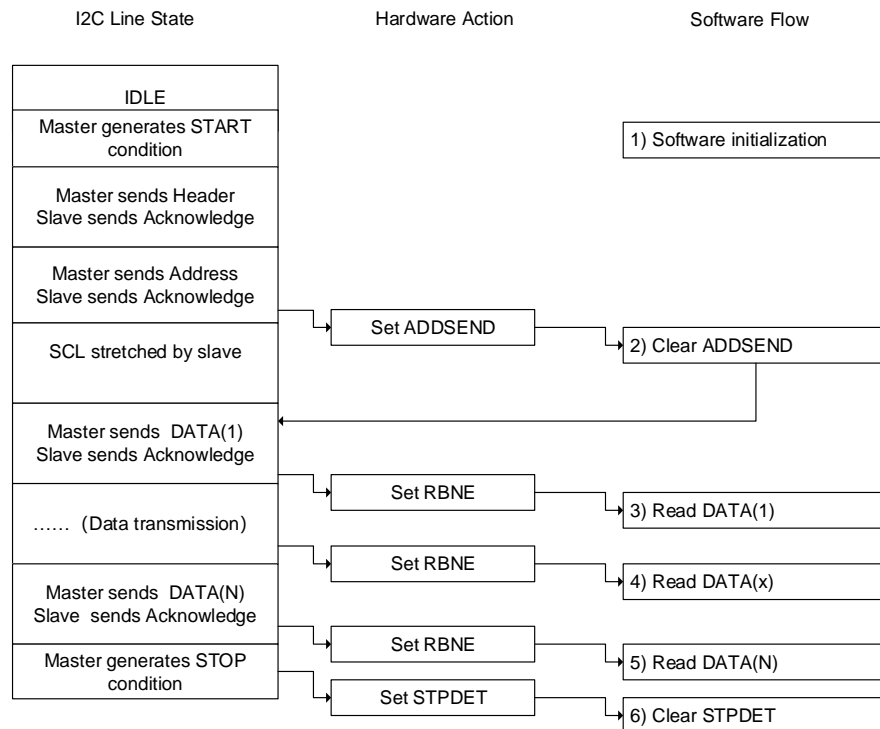 I2C Line State
Hardware Action
Software Flow
IDLE
Master generates START
condition
1) Software initialization
Master sends Header
Slave sends Acknowledge
Master sends Address
Slave sends Acknowledge
Set ADDSEND
2) Clear ADDSEND
SCL stretched by slave
Master sends DATA(1)
Slave sends Acknowledge
Set RBNE
3) Read DATA(1)
…… (Data transmission)
Set RBNE
4) Read DATA(x)
Master sends DATA(N)
Slave sends Acknowledge
Set RBNE
5) Read DATA(N)
Master generates STOP
condition
Set STPDET
6) Clear STPDET